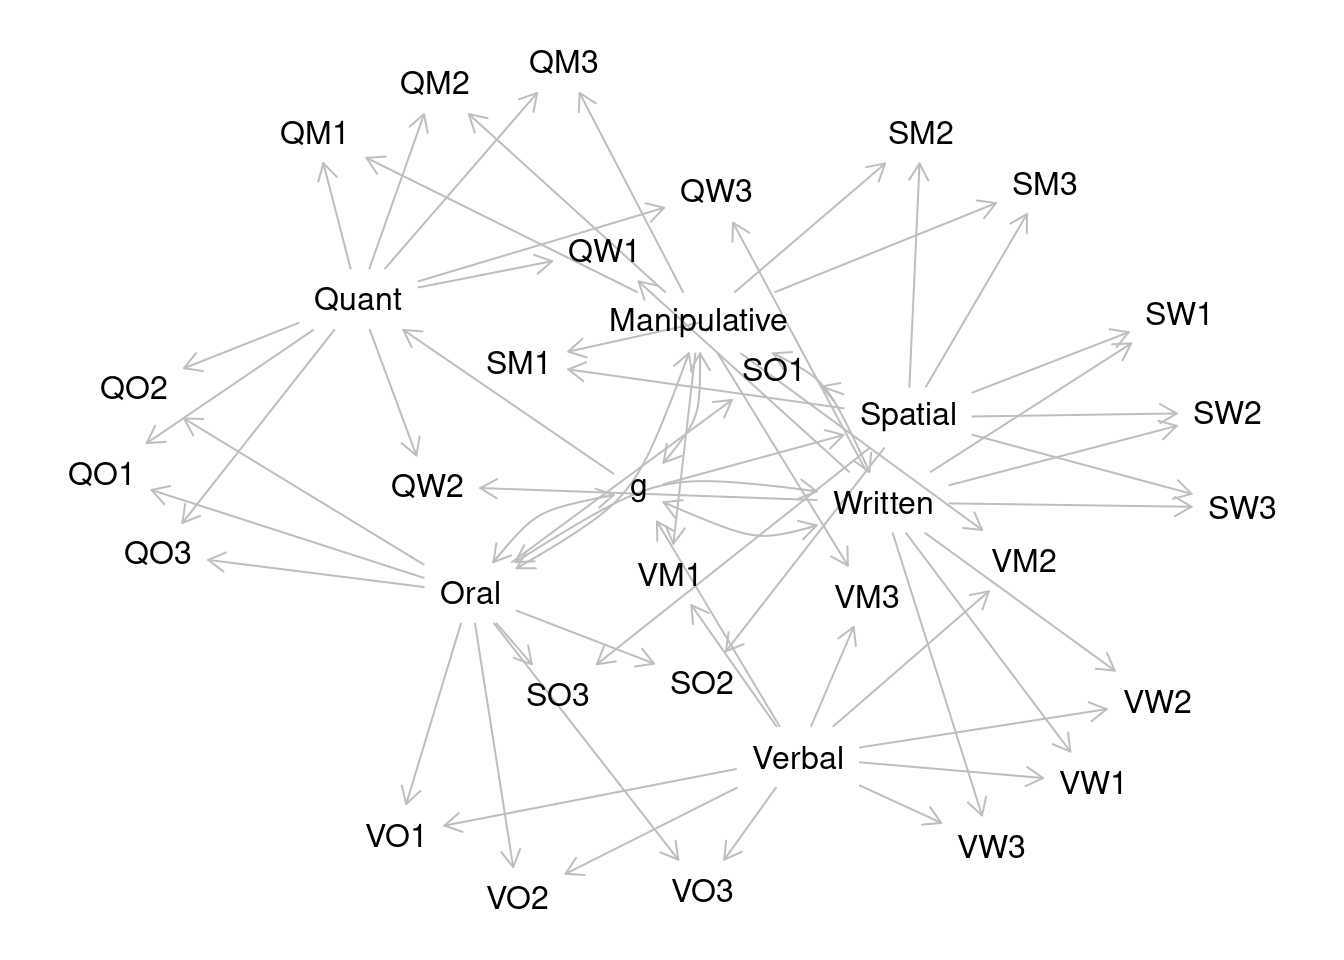 QM3
QM2
QM1
SM2
SM3
QW3
QW1
Quant
Manipulative
SW1
SM1
SO1
QO2
Spatial
SW2
QO1
QW2
g
Written
SW3
QO3
VM2
VM1
Oral
VM3
SO3
SO2
VW2
Verbal
VW1
VO1
VW3
VO2
VO3